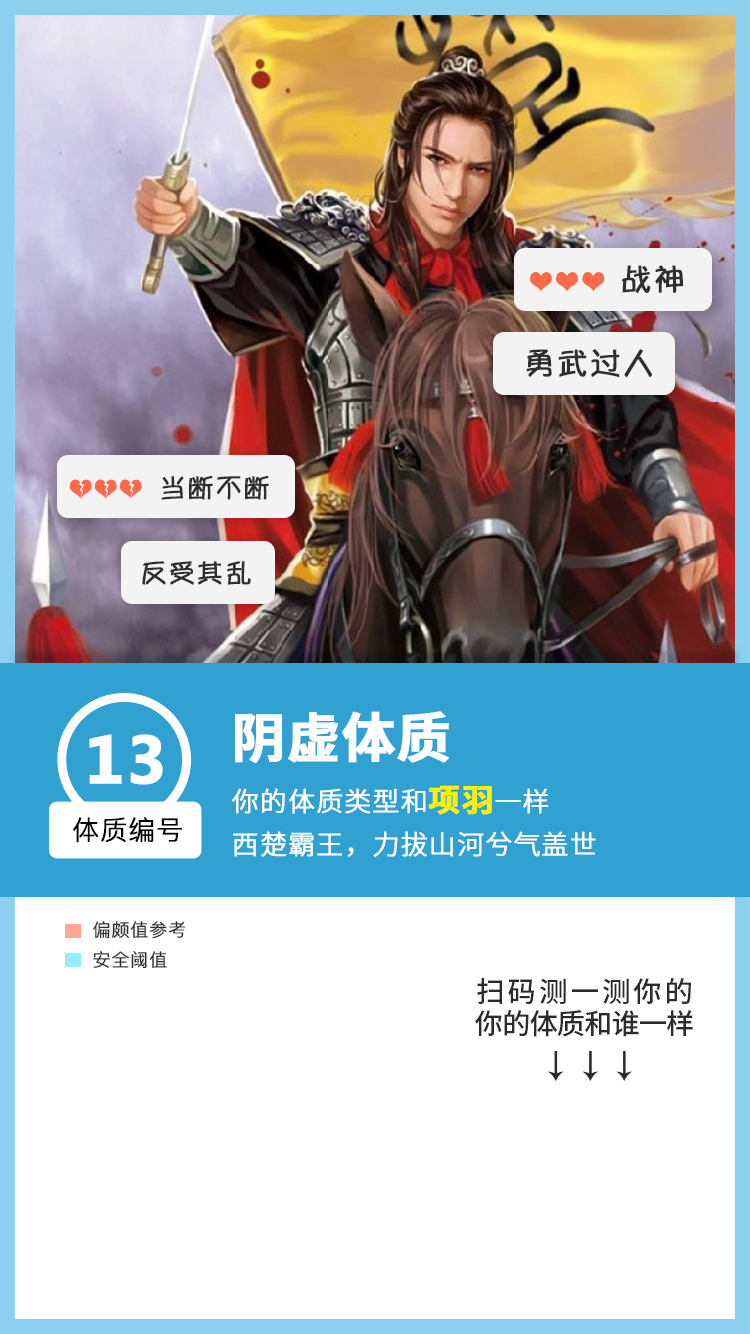 战神
勇武过人
当断不断
反受其乱
13
体质编号
阴虚体质
你的体质类型和项羽一样
西楚霸王，力拔山河兮气盖世
偏颇值参考
安全阈值
扫码测一测你的
你的体质和谁一样
↓ ↓ ↓